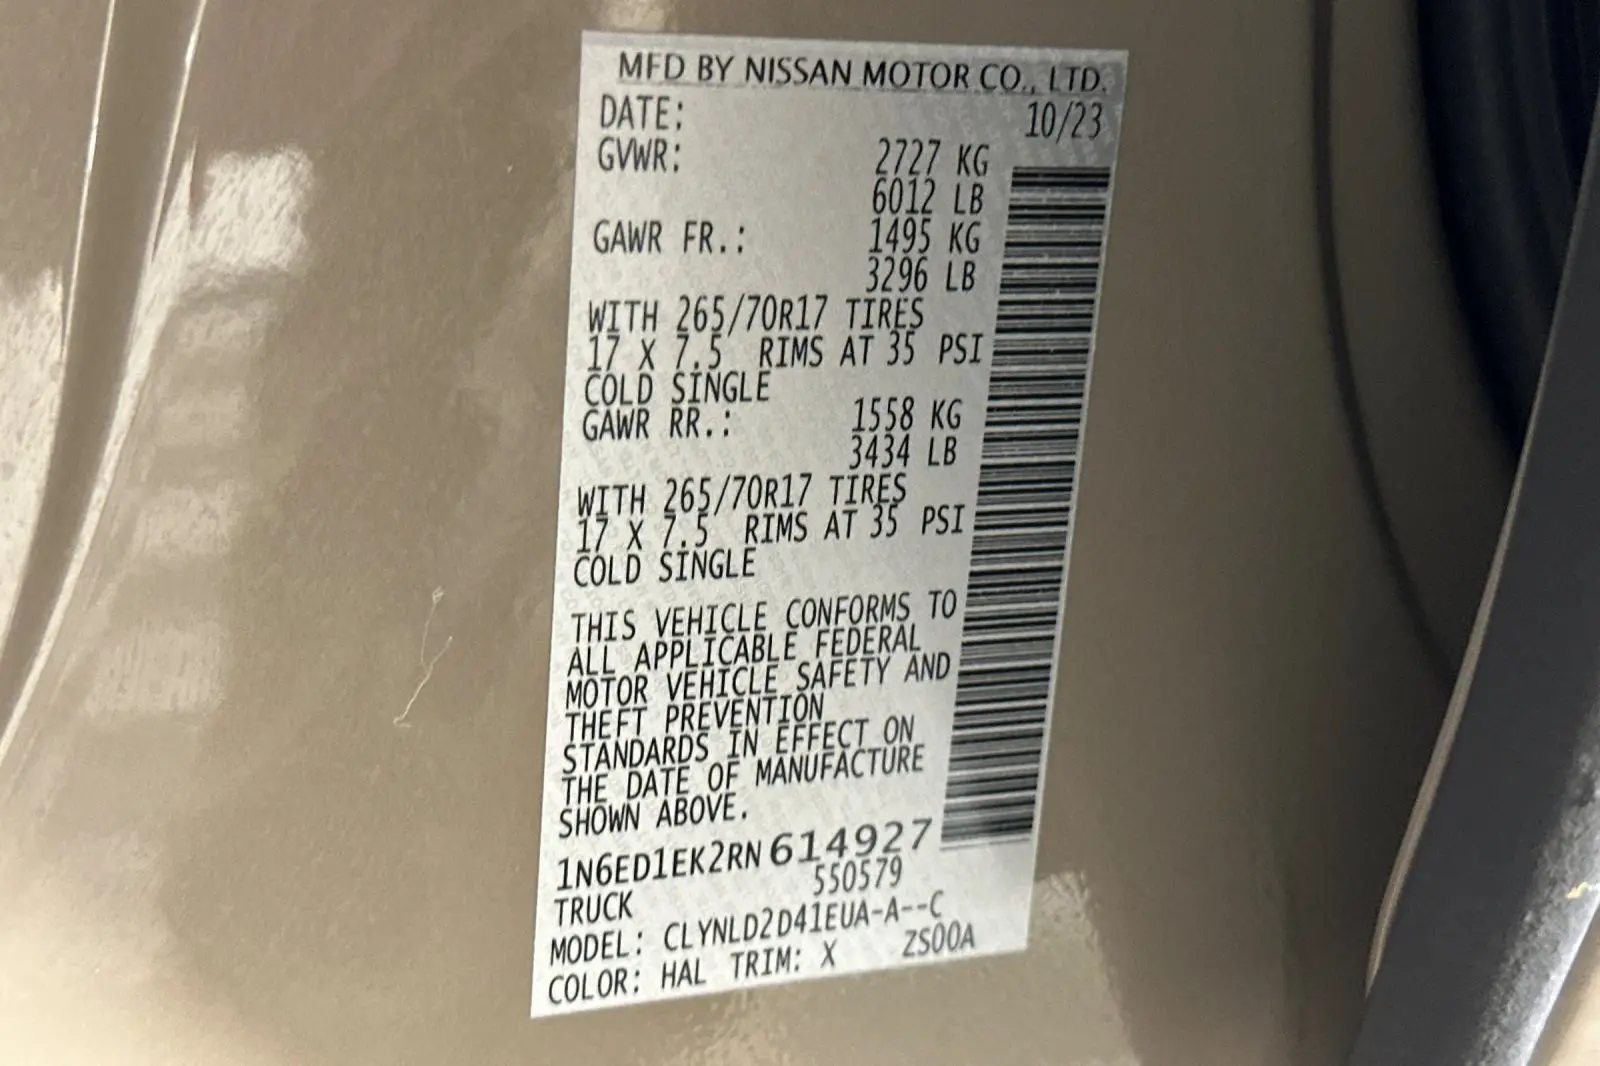 MFD BY NISSAN MOTOR CO., LTD.
DATE: 10/23
GVWR: 2727 KG
6012 LB
GAWR FR.: 1495 KG
3296 LB
WITH 265/70R17 TIRES
17 X 7.5 RIMS AT 35 PSI
COLD SINGLE
GAWR RR.: 1558 KG
3434 LB
WITH 265/70R17 TIRES
17 X 7.5 RIMS AT 35 PSI
COLD SINGLE
THIS VEHICLE CONFORMS TO
ALL APPLICABLE FEDERAL
MOTOR VEHICLE SAFETY AND
THEFT PREVENTION
STANDARDS IN EFFECT ON
THE DATE OF MANUFACTURE
SHOWN ABOVE.
1N6ED1EK2RN614927
550579
TRUCK
MODEL: CLYNLD2D41EUA-A--C
COLOR: HAL TRIM: X ZS00A